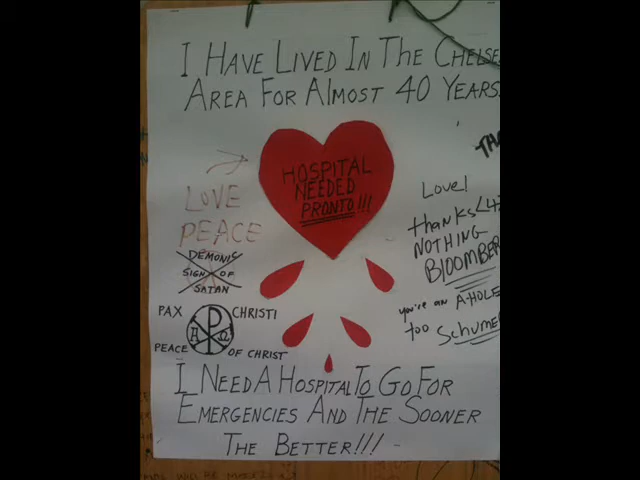 I HAVE LIVED IN THE CHELSE
AREA FOR ALMOST 40 YEARS
HOSPITAL
NEEDED
PRONTO!!!
LOVE
PEACE
DEMONIC
SIGN OF
SATAN
PAX CHRISTI
A Ω
PEACE OF CHRIST
Love!
thanks 4
NOTHING
BLOOMBER
you're an A-HOLE
too Schume
I NEED A HOSPITAL TO GO FOR
EMERGENCIES AND THE SOONER
THE BETTER!!!